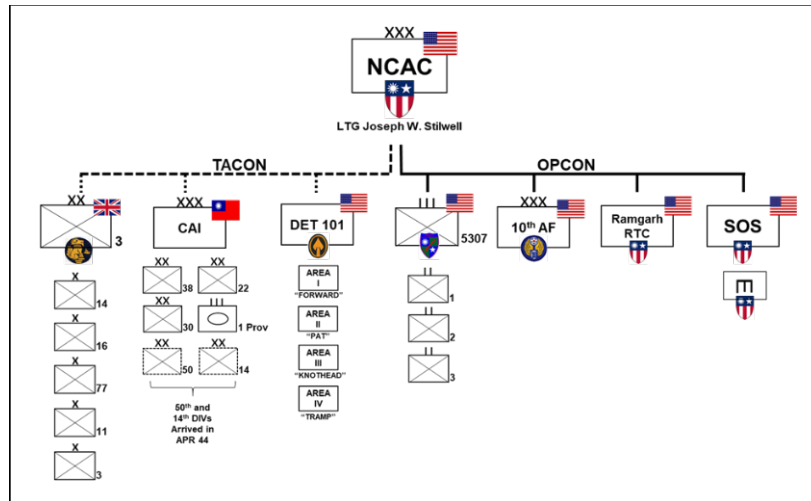 XXX
NCAC
LTG Joseph W. Stilwell
TACON
OPCON
XX
3
X
14
X
16
X
77
X
11
X
3
XXX
CAI
XX
38
XX
22
XX
30
III
1 Prov
XX
50
XX
14
50th and
14th DIVs
Arrived in
APR 44
DET 101
AREA
I
"FORWARD"
AREA
II
"PAT"
AREA
III
"KNOTHEAD"
AREA
IV
"TRAMP"
III
5307
II
1
II
2
II
3
XXX
10th AF
Ramgarh
RTC
SOS
E